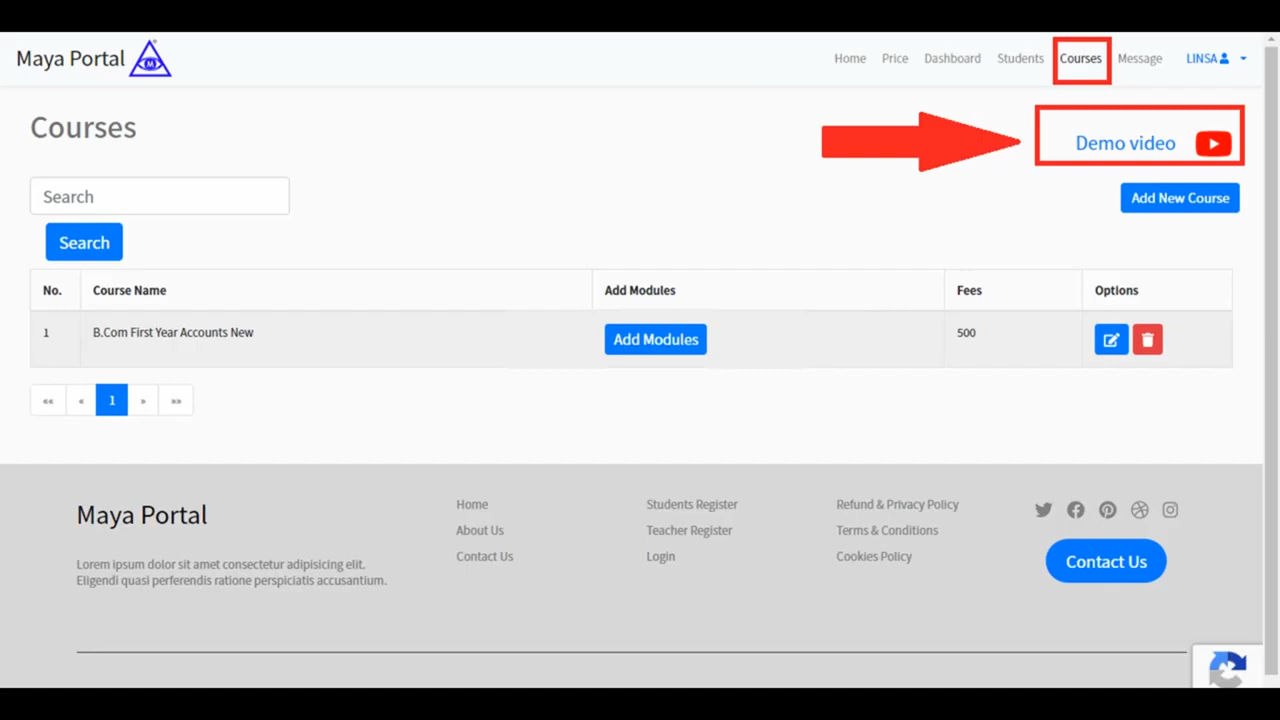 Maya Portal
M
Home Price Dashboard Students Courses Message LINSA
Courses
Demo video
Search
Add New Course
Search
No. Course Name Add Modules Fees Options
1 B.Com First Year Accounts New Add Modules 500
«« « 1 » »»
Maya Portal
Lorem ipsum dolor sit amet consectetur adipisicing elit.
Eligendi quasi perferendis ratione perspiciatis accusantium.
Home
About Us
Contact Us
Students Register
Teacher Register
Login
Refund & Privacy Policy
Terms & Conditions
Cookies Policy
Contact Us